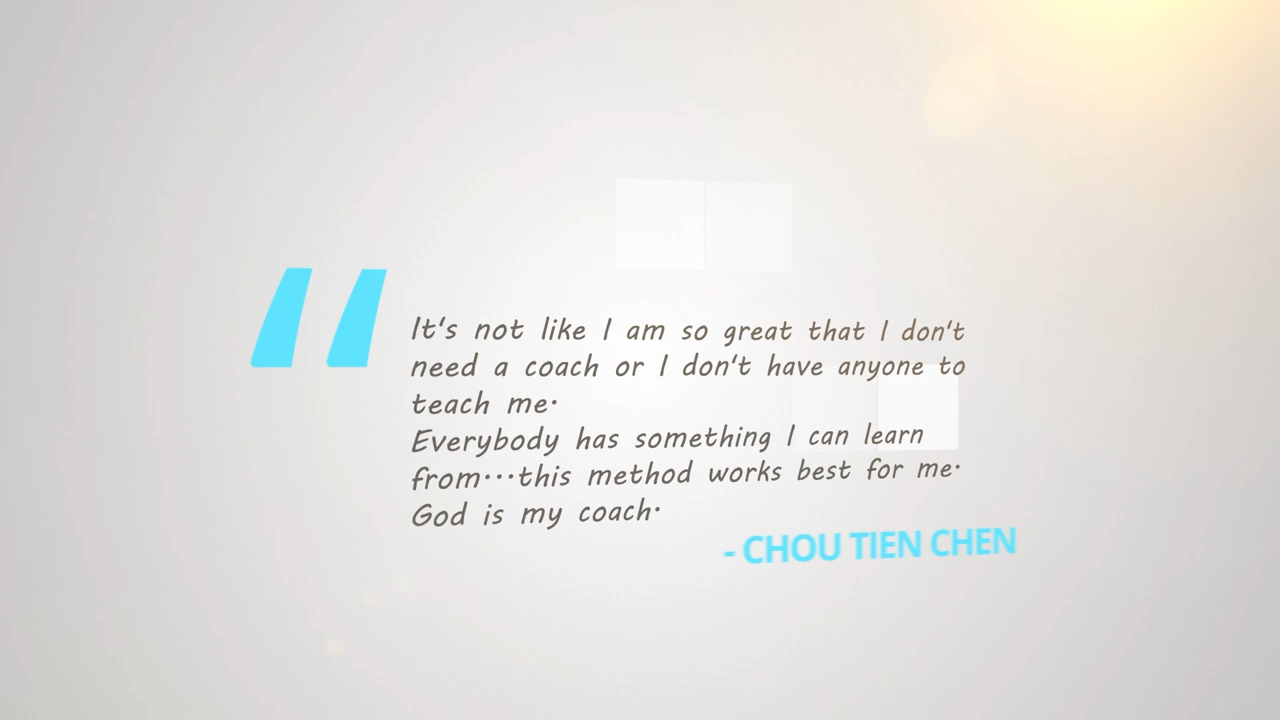 “
It's not like I am so great that I don't
need a coach or I don't have anyone to
teach me.
Everybody has something I can learn
from...this method works best for me.
God is my coach.
- CHOU TIEN CHEN